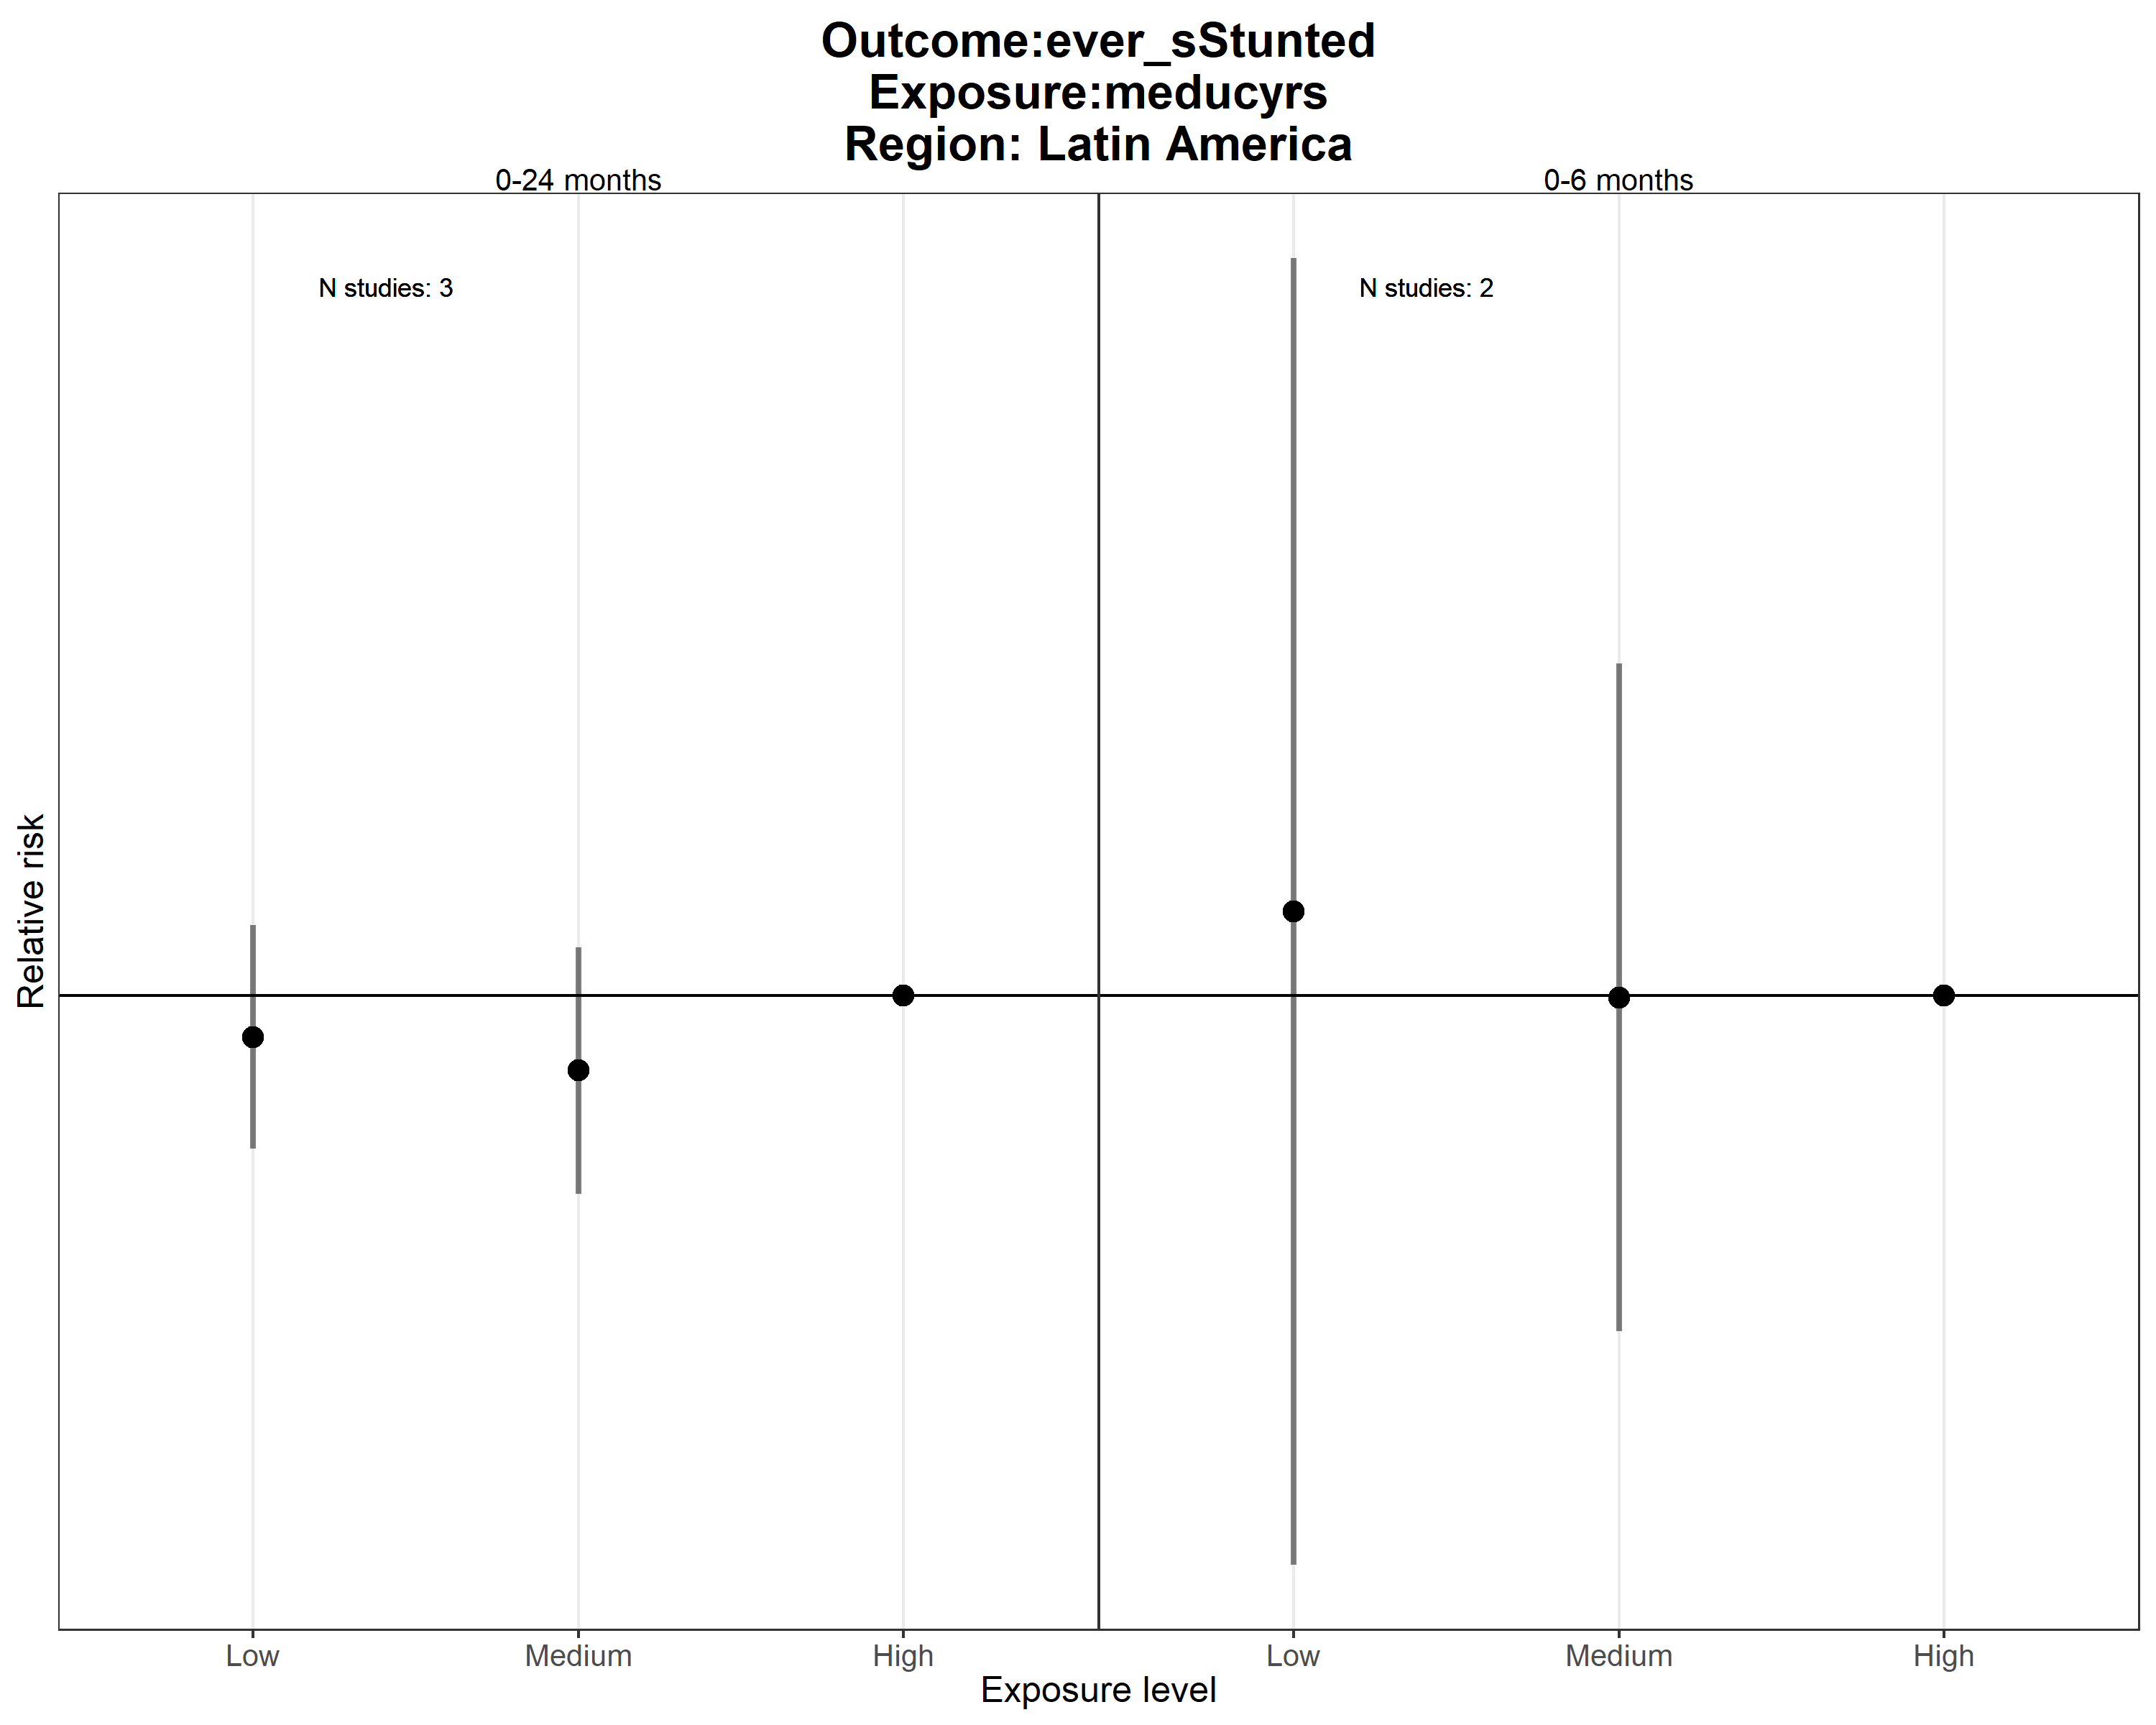 Outcome:ever_sStunted
Exposure:meducyrs
Region: Latin America
0-24 months
0-6 months
N studies: 3
N studies: 2
Relative risk
Low
Medium
High
Low
Medium
High
Exposure level